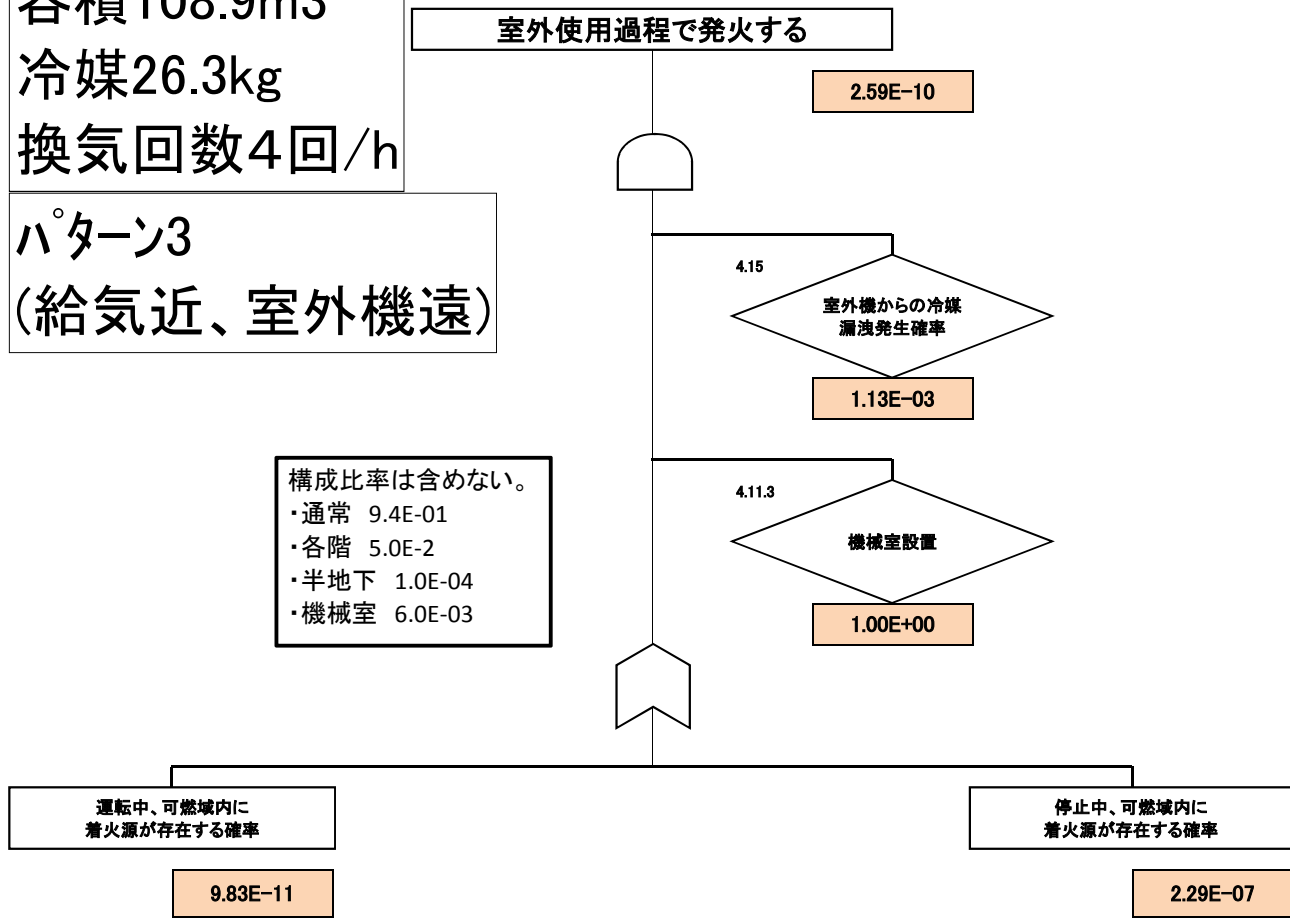 容積108.9m3
冷媒26.3kg
換気回数4回/h
パターン3
(給気近、室外機遠)
室外使用過程で発火する
2.59E-10
4.15
室外機からの冷媒
漏洩発生確率
1.13E-03
構成比率は含めない。
・通常 9.4E-01
・各階 5.0E-2
・半地下 1.0E-04
・機械室 6.0E-03
4.11.3
機械室設置
1.00E+00
運転中、可燃域内に
着火源が存在する確率
9.83E-11
停止中、可燃域内に
着火源が存在する確率
2.29E-07